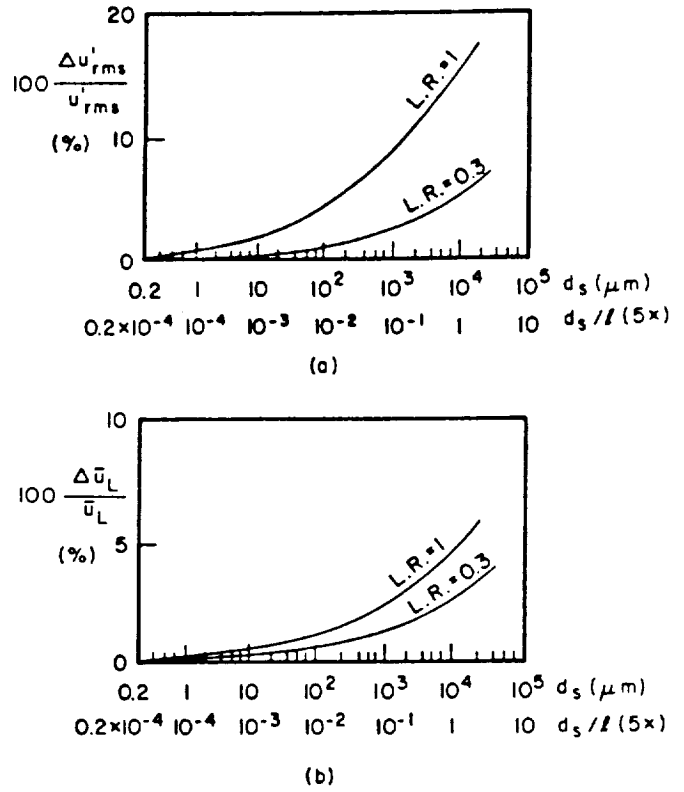 20
100 Δu'rms / u'rms
(%)
10
0
L.R.=1
L.R.=0.3
0.2 1 10 10² 10³ 10⁴ 10⁵ ds (μm)
0.2×10⁻⁴ 10⁻⁴ 10⁻³ 10⁻² 10⁻¹ 1 10 ds/ℓ (5x)
(a)
10
100 ΔūL / ūL
(%)
5
0
L.R.=1
L.R.=0.3
0.2 1 10 10² 10³ 10⁴ 10⁵ ds (μm)
0.2×10⁻⁴ 10⁻⁴ 10⁻³ 10⁻² 10⁻¹ 1 10 ds/ℓ (5x)
(b)